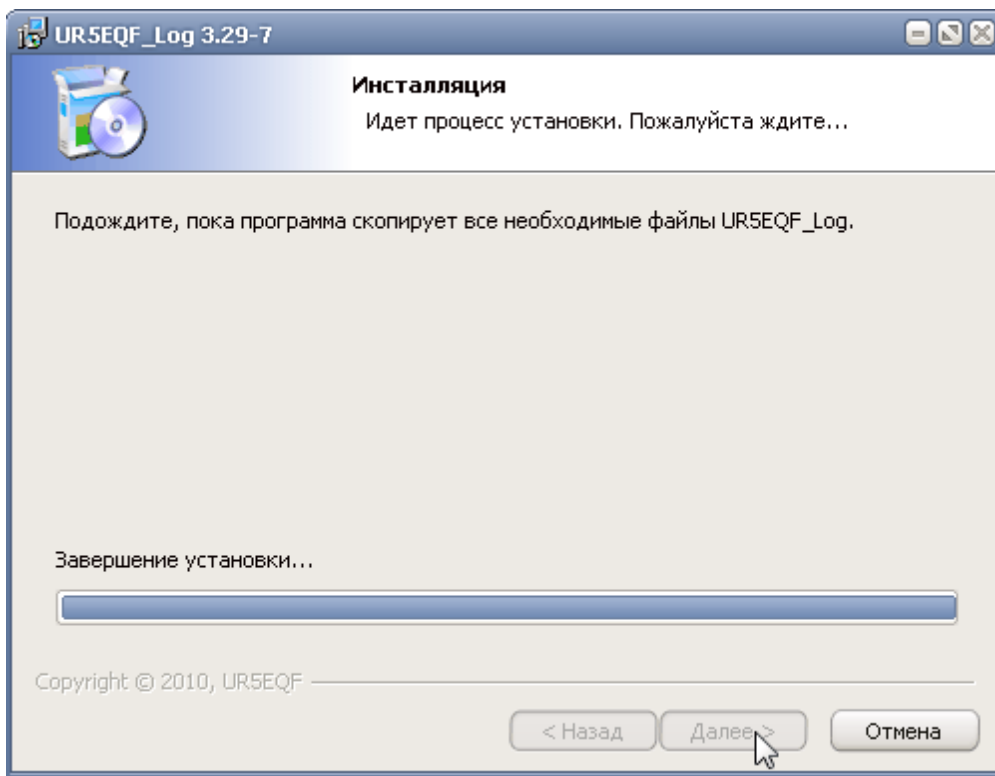 UR5EQF_Log 3.29-7
Инсталляция
Идет процесс установки. Пожалуйста ждите...
Подождите, пока программа скопирует все необходимые файлы UR5EQF_Log.
Завершение установки...
Copyright © 2010, UR5EQF
< Назад
Далее >
Отмена